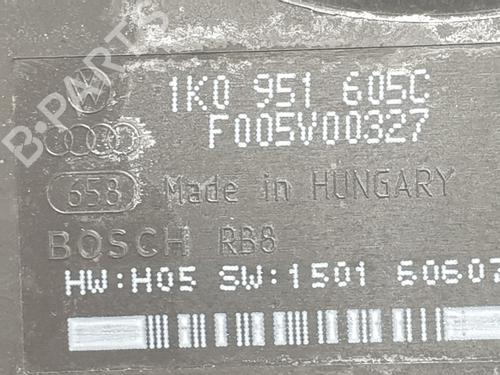 1K0 951 605C
F005V00327
658 Made in HUNGARY
BOSCH RB8
HW:H05 SW:1501 60607
B-PARTS